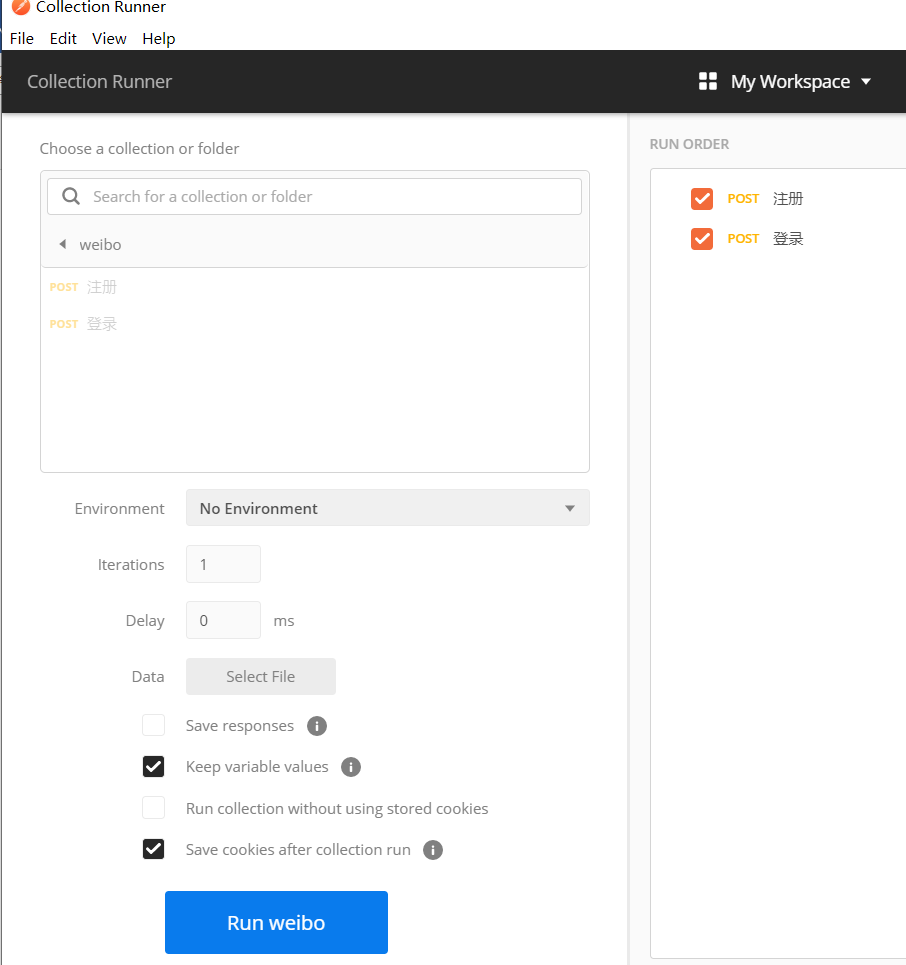 Collection Runner
File Edit View Help
Collection Runner
My Workspace
Choose a collection or folder
Search for a collection or folder
weibo
POST 注册
POST 登录
Environment No Environment
Iterations 1
Delay 0 ms
Data Select File
Save responses
Keep variable values
Run collection without using stored cookies
Save cookies after collection run
Run weibo
RUN ORDER
POST 注册
POST 登录